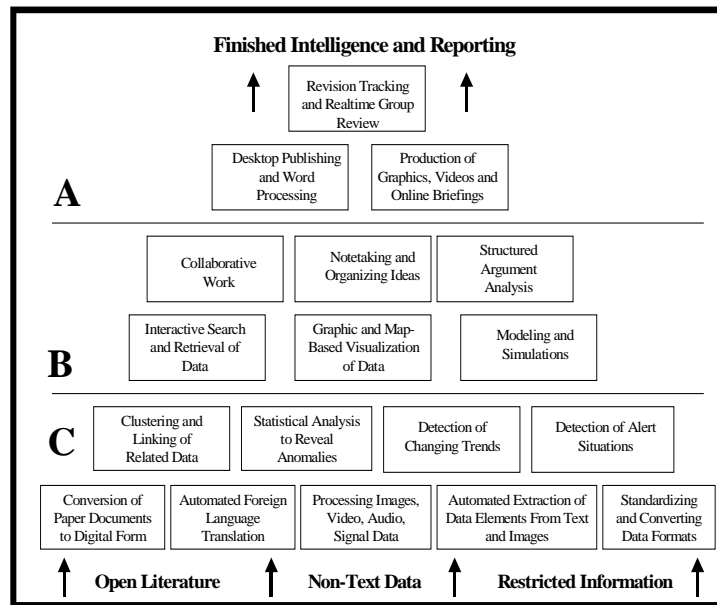 Finished Intelligence and Reporting
Revision Tracking
and Realtime Group
Review
Desktop Publishing
and Word
Processing
Production of
Graphics, Videos and
Online Briefings
A
Collaborative
Work
Notetaking and
Organizing Ideas
Structured
Argument
Analysis
Interactive Search
and Retrieval of
Data
Graphic and Map-
Based Visualization
of Data
Modeling and
Simulations
B
C
Clustering and
Linking of
Related Data
Statistical Analysis
to Reveal
Anomalies
Detection of
Changing Trends
Detection of Alert
Situations
Conversion of
Paper Documents
to Digital Form
Automated Foreign
Language
Translation
Processing Images,
Video, Audio,
Signal Data
Automated Extraction of
Data Elements From Text
and Images
Standardizing
and Converting
Data Formats
Open Literature
Non-Text Data
Restricted Information